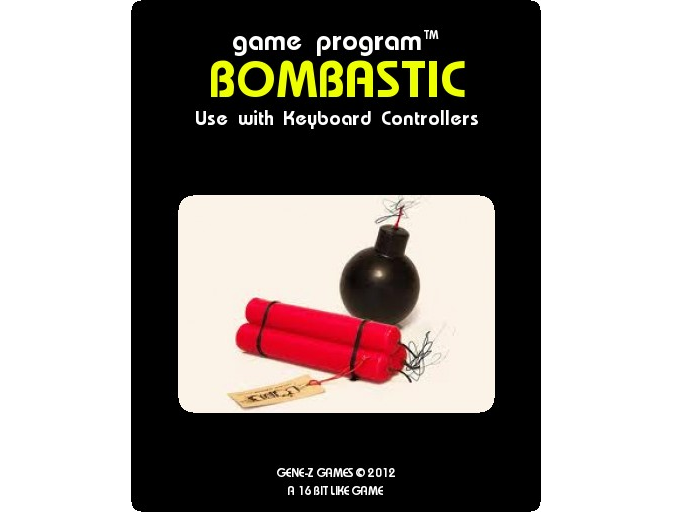 game program™
BOMBASTIC
Use with Keyboard Controllers
GENE-Z GAMES © 2012
A 16 BIT LIKE GAME